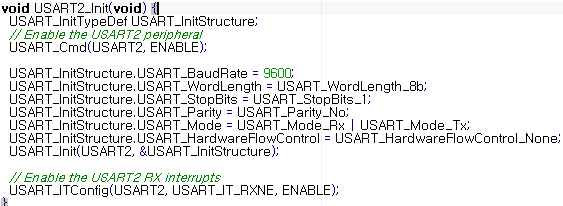 void USART2_Init(void) {
USART_InitTypeDef USART_InitStructure;
// Enable the USART2 peripheral
USART_Cmd(USART2, ENABLE);
USART_InitStructure.USART_BaudRate = 9600;
USART_InitStructure.USART_WordLength = USART_WordLength_8b;
USART_InitStructure.USART_StopBits = USART_StopBits_1;
USART_InitStructure.USART_Parity = USART_Parity_No;
USART_InitStructure.USART_Mode = USART_Mode_Rx | USART_Mode_Tx;
USART_InitStructure.USART_HardwareFlowControl = USART_HardwareFlowControl_None;
USART_Init(USART2, &USART_InitStructure);
// Enable the USART2 RX interrupts
USART_ITConfig(USART2, USART_IT_RXNE, ENABLE);
}